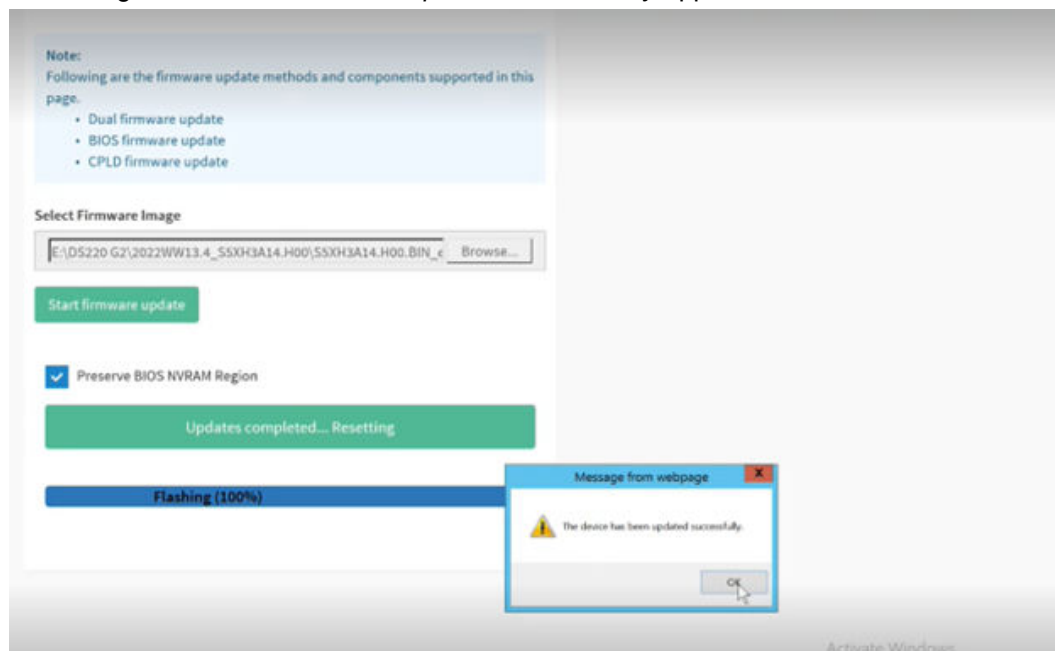 Note:
Following are the firmware update methods and components supported in this
page.
• Dual firmware update
• BIOS firmware update
• CPLD firmware update
Select Firmware Image
E:\D5220 G2\2022WW13.4_S5XH3A14.H00\S5XH3A14.H00.BIN_e Browse...
Start firmware update
Preserve BIOS NVRAM Region
Updates completed... Resetting
Flashing (100%)
Message from webpage
X
The device has been updated successfully.
OK
Activate Windows